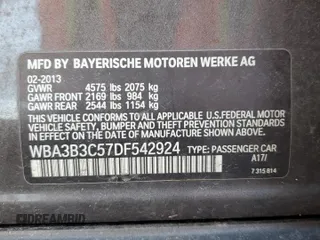 MFD BY BAYERISCHE MOTOREN WERKE AG
02-2013
GVWR 4575 lbs 2075 kg
GAWR FRONT 2169 lbs 984 kg
GAWR REAR 2544 lbs 1154 kg
THIS VEHICLE CONFORMS TO ALL APPLICABLE
U.S.FEDERAL MOTOR VEHICLE SAFETY, BUMPER,
AND THEFT PREVENTION STANDARDS IN EFFECT
ON THE DATE OF MANUFACTURE SHOWN ABOVE.
WBA3B3C57DF542924 TYPE: PASSENGER CAR
A17/
7 315 814
DREAMBID